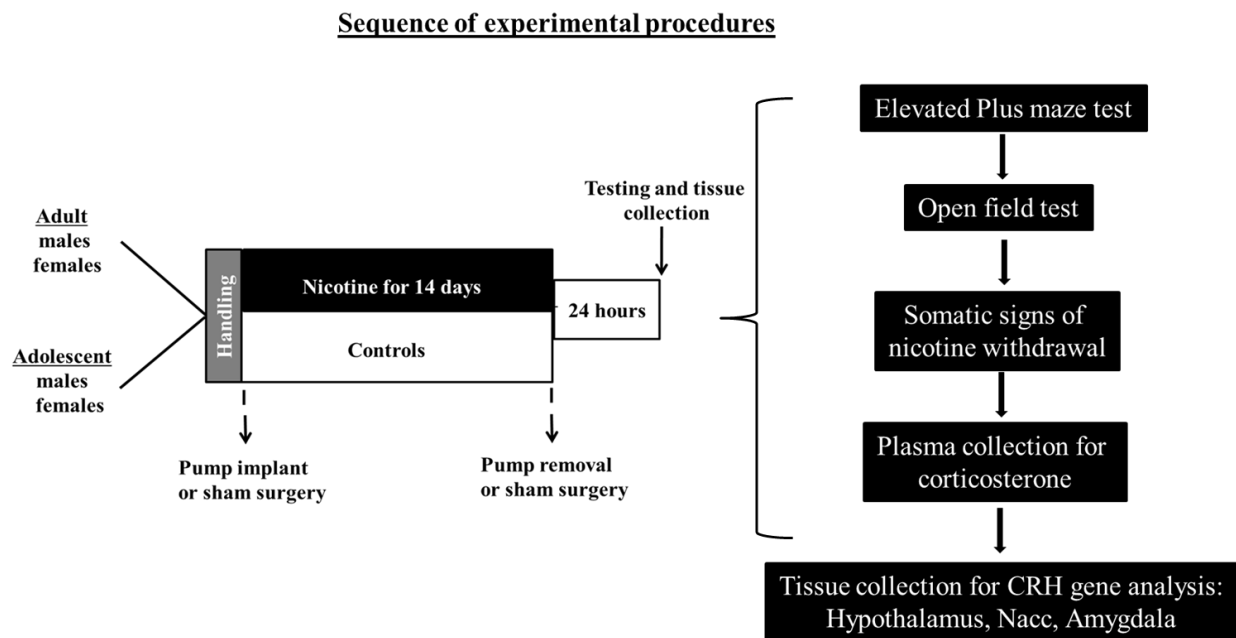 Sequence of experimental procedures
Adult
males
females
Adolescent
males
females
Handling
Nicotine for 14 days
Controls
24 hours
Testing and tissue
collection
Pump implant
or sham surgery
Pump removal
or sham surgery
Elevated Plus maze test
Open field test
Somatic signs of
nicotine withdrawal
Plasma collection for
corticosterone
Tissue collection for CRH gene analysis:
Hypothalamus, Nacc, Amygdala